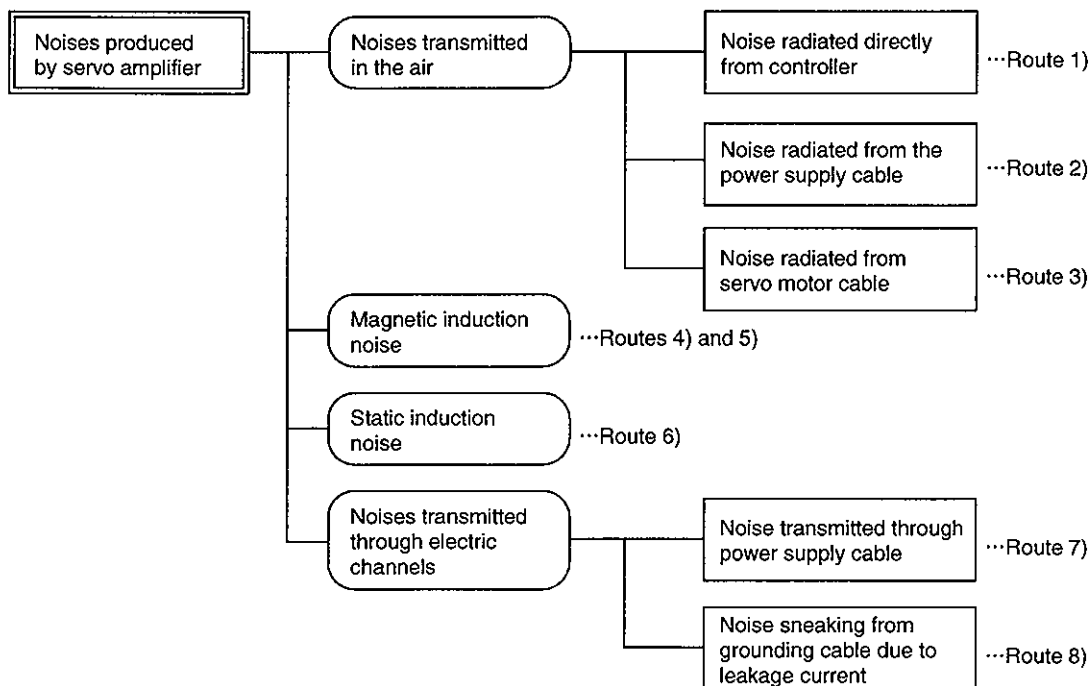 Noises produced
by servo amplifier
Noises transmitted
in the air
Noise radiated directly
from controller
···Route 1)
Noise radiated from the
power supply cable
···Route 2)
Noise radiated from
servo motor cable
···Route 3)
Magnetic induction
noise
···Routes 4) and 5)
Static induction
noise
···Route 6)
Noises transmitted
through electric
channels
Noise transmitted through
power supply cable
···Route 7)
Noise sneaking from
grounding cable due to
leakage current
···Route 8)